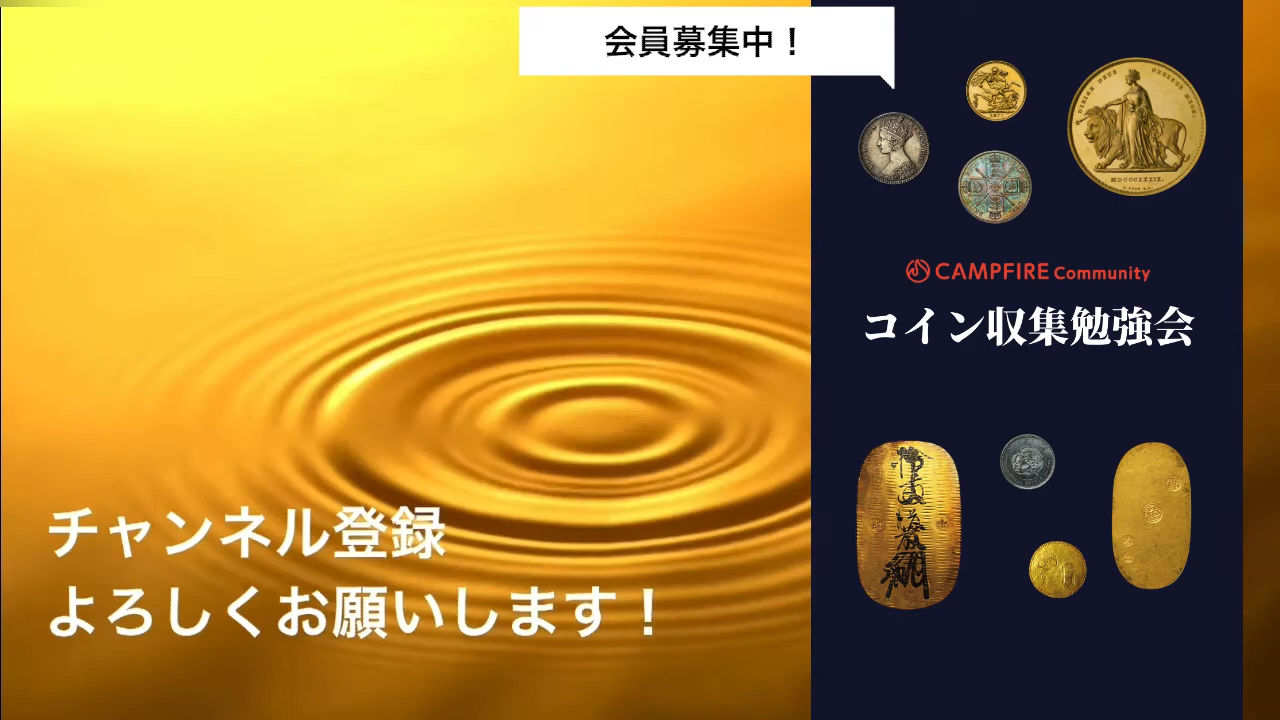 会員募集中！
CAMPFIRE Community
コイン収集勉強会
チャンネル登録
よろしくお願いします！
MDCCCXXXIX